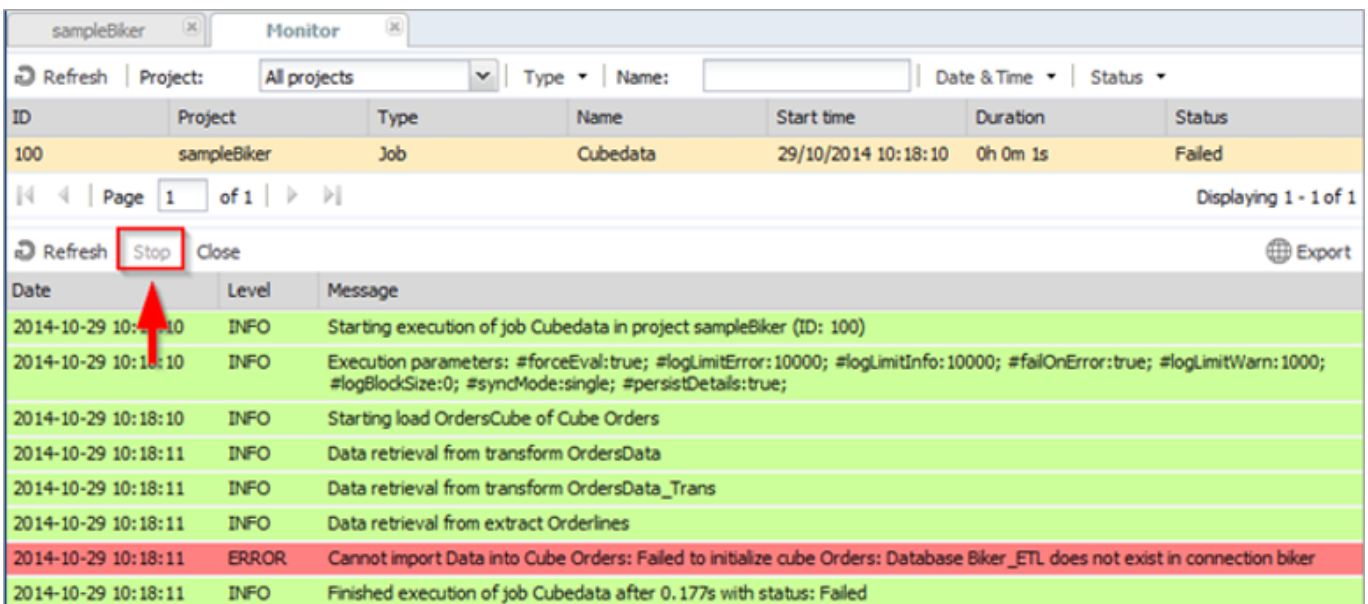 sampleBiker Monitor
Refresh Project: All projects Type Name: Date & Time Status
ID Project Type Name Start time Duration Status
100 sampleBiker Job Cubedata 29/10/2014 10:18:10 0h 0m 1s Failed
Page 1 of 1 Displaying 1 - 1 of 1
Refresh Stop Close Export
Date Level Message
2014-10-29 INFO Starting execution of job Cubedata in project sampleBiker (ID: 100)
2014-10-29 INFO Execution parameters: #forceEval:true; #logLimitError:10000; #logLimitInfo:10000; #failOnError:true; #logLimitWarn:1000;
#logBlockSize:0; #syncMode:single; #persistDetails:true;
2014-10-29 10:18:10 INFO Starting load OrdersCube of Cube Orders
2014-10-29 10:18:11 INFO Data retrieval from transform OrdersData
2014-10-29 10:18:11 INFO Data retrieval from transform OrdersData_Trans
2014-10-29 10:18:11 INFO Data retrieval from extract Orderlines
2014-10-29 10:18:11 ERROR Cannot import Data into Cube Orders: Failed to initialize cube Orders: Database Biker_ETL does not exist in connection biker
2014-10-29 10:18:11 INFO Finished execution of job Cubedata after 0.177s with status: Failed